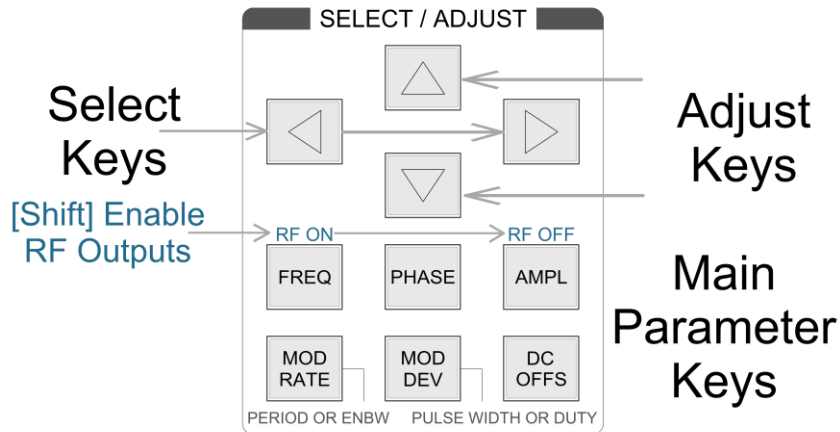 SELECT / ADJUST
Select
Keys
Adjust
Keys
[Shift] Enable
RF Outputs
RF ON
RF OFF
FREQ
PHASE
AMPL
Main
Parameter
Keys
MOD
RATE
MOD
DEV
DC
OFFS
PERIOD OR ENBW
PULSE WIDTH OR DUTY